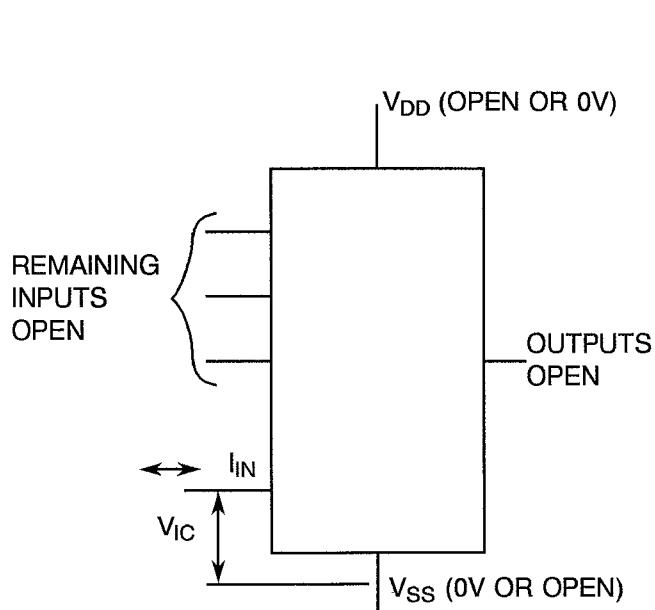 VDD (OPEN OR 0V)
REMAINING
INPUTS
OPEN
OUTPUTS
OPEN
IIN
VIC
VSS (0V OR OPEN)